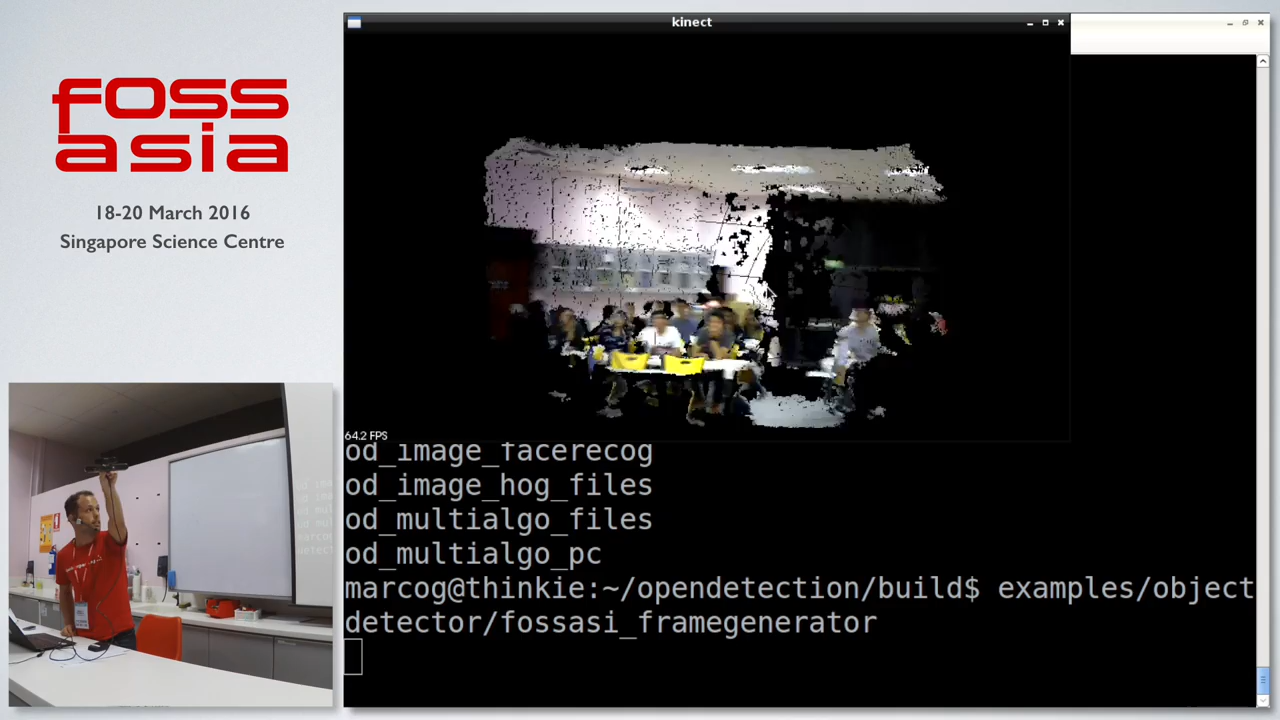 foss
asia
18-20 March 2016
Singapore Science Centre
kinect
64.2 FPS
od_image_facerecog
od_image_hog_files
od_multialgo_files
od_multialgo_pc
marcog@thinkie:~/opendetection/build$ examples/object
detector/fossasi_framegenerator